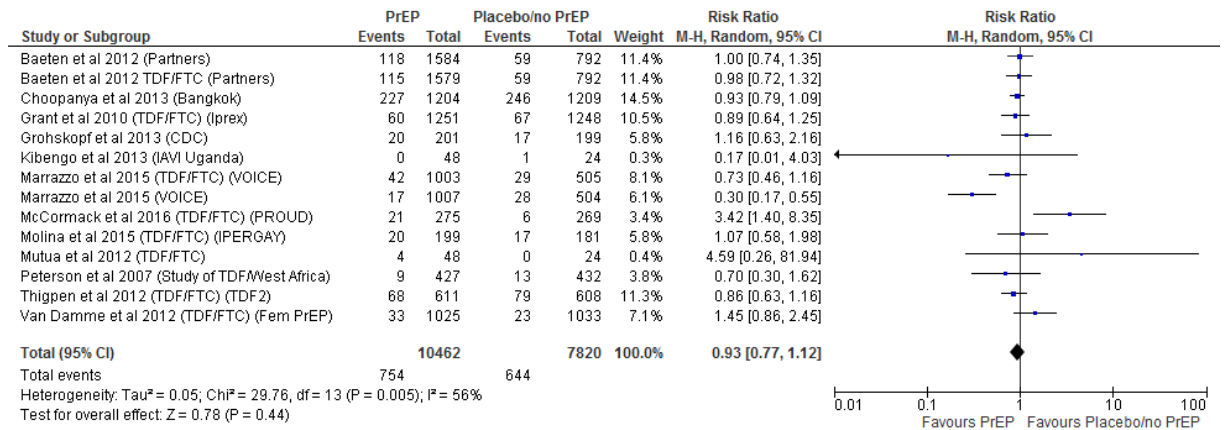 PrEP Placebo/no PrEP Risk Ratio Risk Ratio
Study or Subgroup Events Total Events Total Weight M-H, Random, 95% CI M-H, Random, 95% CI
Baeten et al 2012 (Partners) 118 1584 59 792 11.4% 1.00 [0.74, 1.35]
Baeten et al 2012 TDF/FTC (Partners) 115 1579 59 792 11.4% 0.98 [0.72, 1.32]
Choopanya et al 2013 (Bangkok) 227 1204 246 1209 14.5% 0.93 [0.79, 1.09]
Grant et al 2010 (TDF/FTC) (Iprex) 60 1251 67 1248 10.5% 0.89 [0.64, 1.25]
Grohskopf et al 2013 (CDC) 20 201 17 199 5.8% 1.16 [0.63, 2.16]
Kibengo et al 2013 (IAVI Uganda) 0 48 1 24 0.3% 0.17 [0.01, 4.03]
Marrazzo et al 2015 (TDF/FTC) (VOICE) 42 1003 29 505 8.1% 0.73 [0.46, 1.16]
Marrazzo et al 2015 (VOICE) 17 1007 28 504 6.0% 0.30 [0.17, 0.55]
McCormack et al 2016 (TDF/FTC) (PROUD) 21 275 6 269 3.4% 3.42 [1.40, 8.35]
Molina et al 2015 (TDF/FTC) (IPERGAY) 20 199 17 181 5.8% 1.07 [0.58, 1.98]
Mutua et al 2012 (TDF/FTC) 4 48 0 24 0.4% 4.59 [0.26, 81.94]
Peterson et al 2007 (Study of TDF/West Africa) 9 427 13 432 3.8% 0.70 [0.30, 1.62]
Thigpen et al 2012 (TDF/FTC) (TDF2) 68 611 79 608 11.3% 0.86 [0.63, 1.16]
Van Damme et al 2012 (TDF/FTC) (Fem PrEP) 33 1025 23 1033 7.1% 1.45 [0.86, 2.45]
Total (95% CI) 10462 7820 100.0% 0.93 [0.77, 1.12]
Total events 754 644
Heterogeneity: Tau² = 0.05; Chi² = 29.76, df = 13 (P = 0.005); I² = 56%
Test for overall effect: Z = 0.78 (P = 0.44)
0.01 0.1 1 10 100
Favours PrEP Favours Placebo/no PrEP